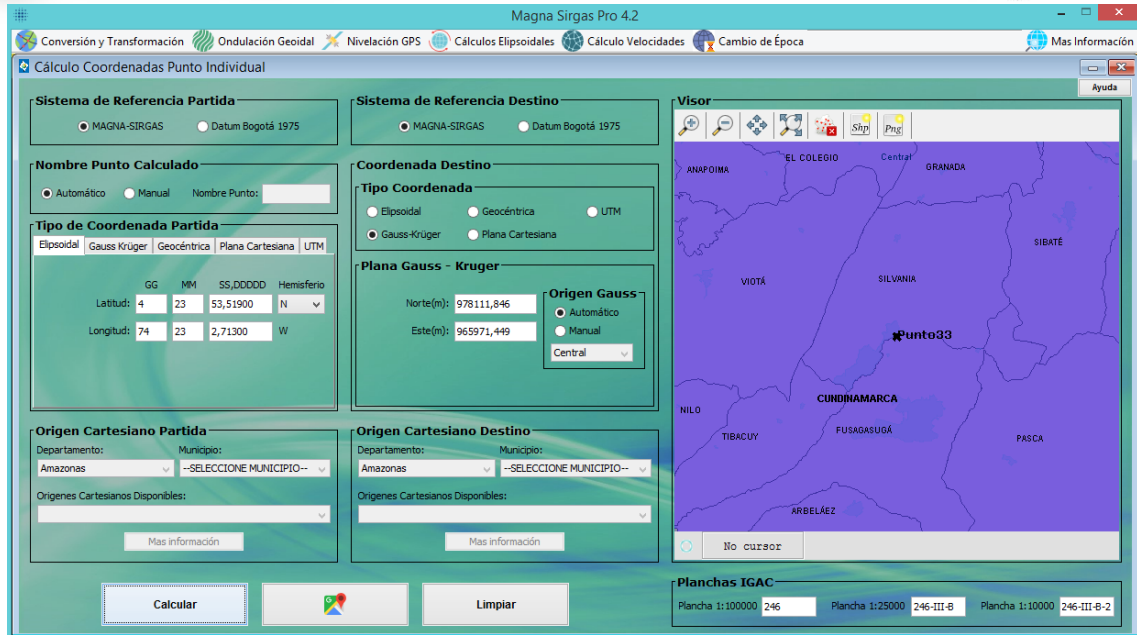 Magna Sirgas Pro 4.2
Conversión y Transformación Ondulación Geoidal Nivelación GPS Cálculos Elipsoidales Cálculo Velocidades Cambio de Época Mas Información
Cálculo Coordenadas Punto Individual
Ayuda
Sistema de Referencia Partida
MAGNA-SIRGAS Datum Bogotá 1975
Nombre Punto Calculado
Automático Manual Nombre Punto:
Tipo de Coordenada Partida
Elipsoidal Gauss Krüger Geocéntrica Plana Cartesiana UTM
GG MM SS,DDDDD Hemisferio
Latitud: 4 23 53,51900 N
Longitud: 74 23 2,71300 W
Origen Cartesiano Partida
Departamento: Municipio:
Amazonas --SELECCIONE MUNICIPIO--
Origenes Cartesianos Disponibles:
Mas información
Sistema de Referencia Destino
MAGNA-SIRGAS Datum Bogotá 1975
Coordenada Destino
Tipo Coordenada
Elipsoidal Geocéntrica UTM
Gauss-Krüger Plana Cartesiana
Plana Gauss - Kruger
Norte(m): 978111,846
Este(m): 965971,449
Origen Gauss
Automático
Manual
Central
Origen Cartesiano Destino
Departamento: Municipio:
Amazonas --SELECCIONE MUNICIPIO--
Origenes Cartesianos Disponibles:
Mas información
Calcular
Limpiar
Visor
Shp Png
ANAPOIMA
EL COLEGIO
Central
GRANADA
SIBATÉ
VIOTÁ
SILVANIA
Punto33
CUNDINAMARCA
NILO
TIBACUY
FUSAGASUGÁ
PASCA
ARBELÁEZ
No cursor
Planchas IGAC
Plancha 1:100000 246 Plancha 1:25000 246-III-B Plancha 1:10000 246-III-B-2